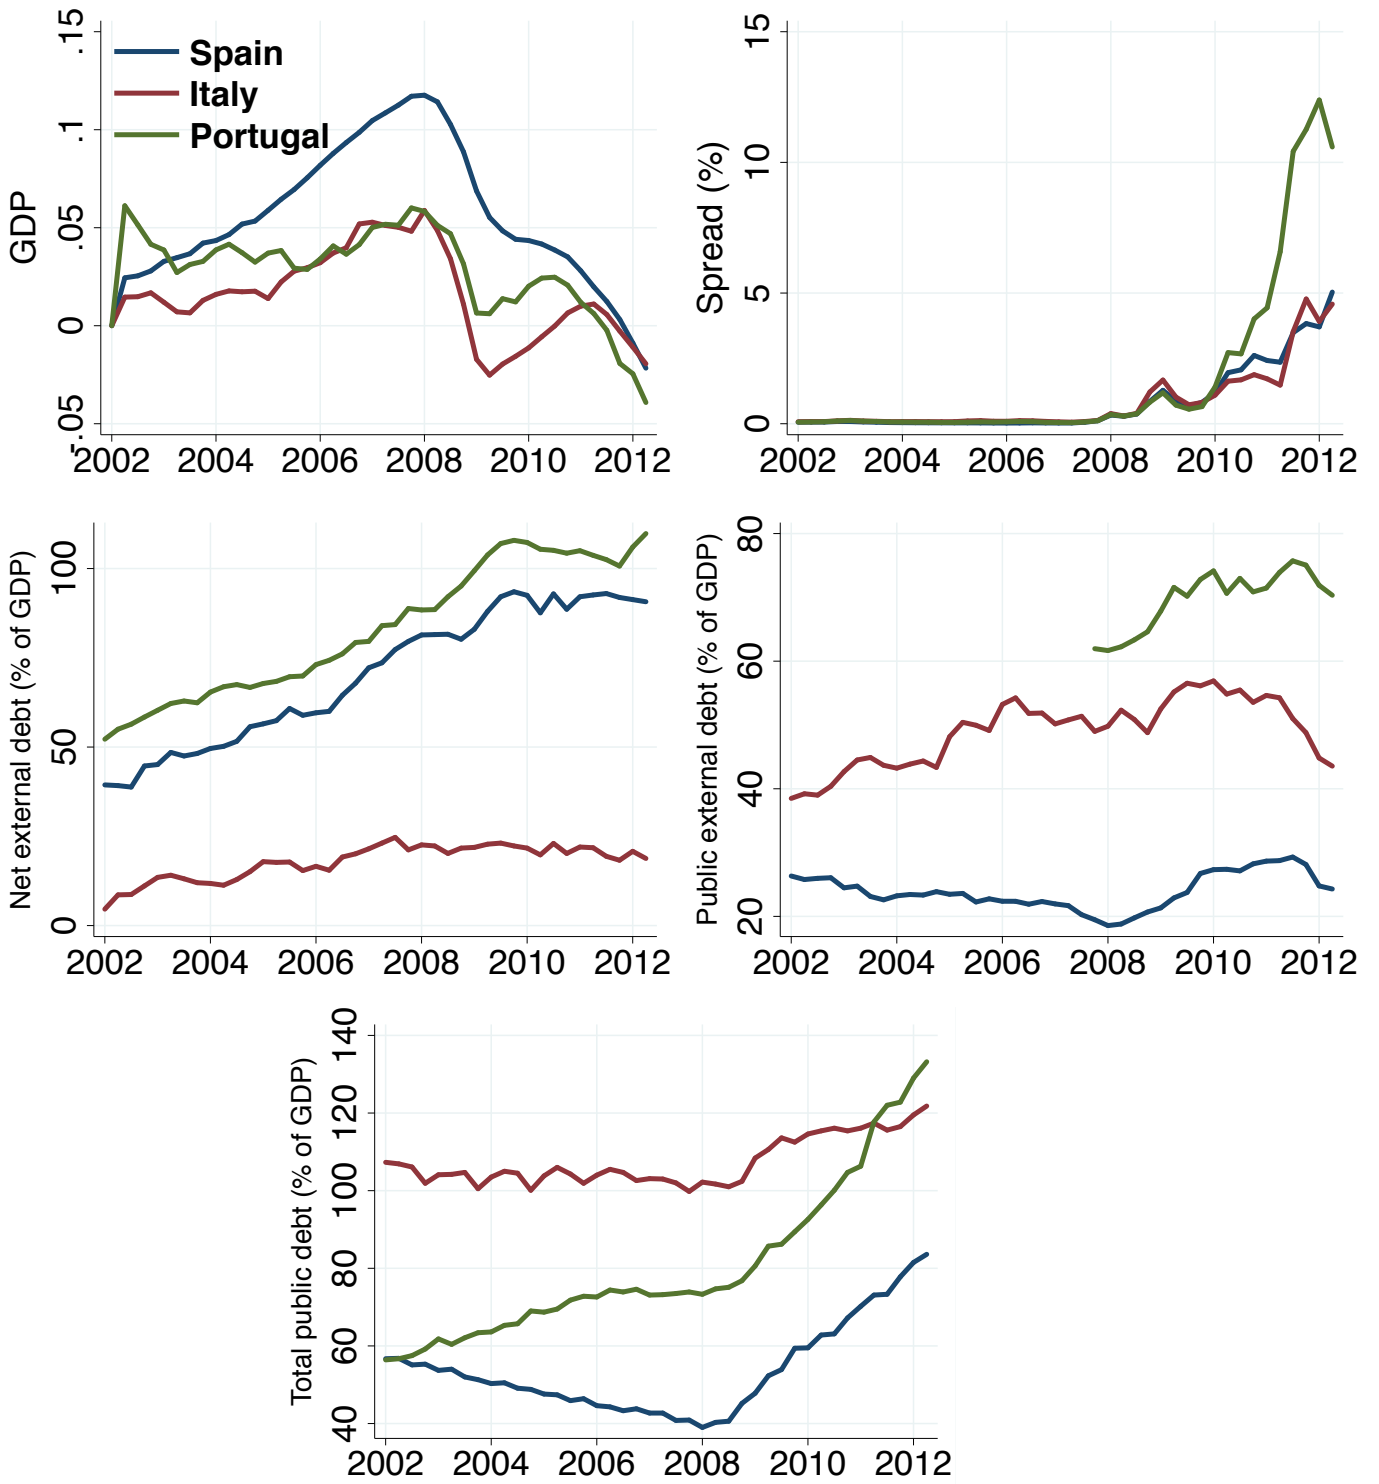 GDP
.15
.1
.05
0
-.05
Spain
Italy
Portugal
2002 2004 2006 2008 2010 2012
Spread (%)
15
10
5
0
2002 2004 2006 2008 2010 2012
Net external debt (% of GDP)
100
50
0
2002 2004 2006 2008 2010 2012
Public external debt (% of GDP)
80
60
40
20
2002 2004 2006 2008 2010 2012
Total public debt (% of GDP)
140
120
100
80
60
40
2002 2004 2006 2008 2010 2012